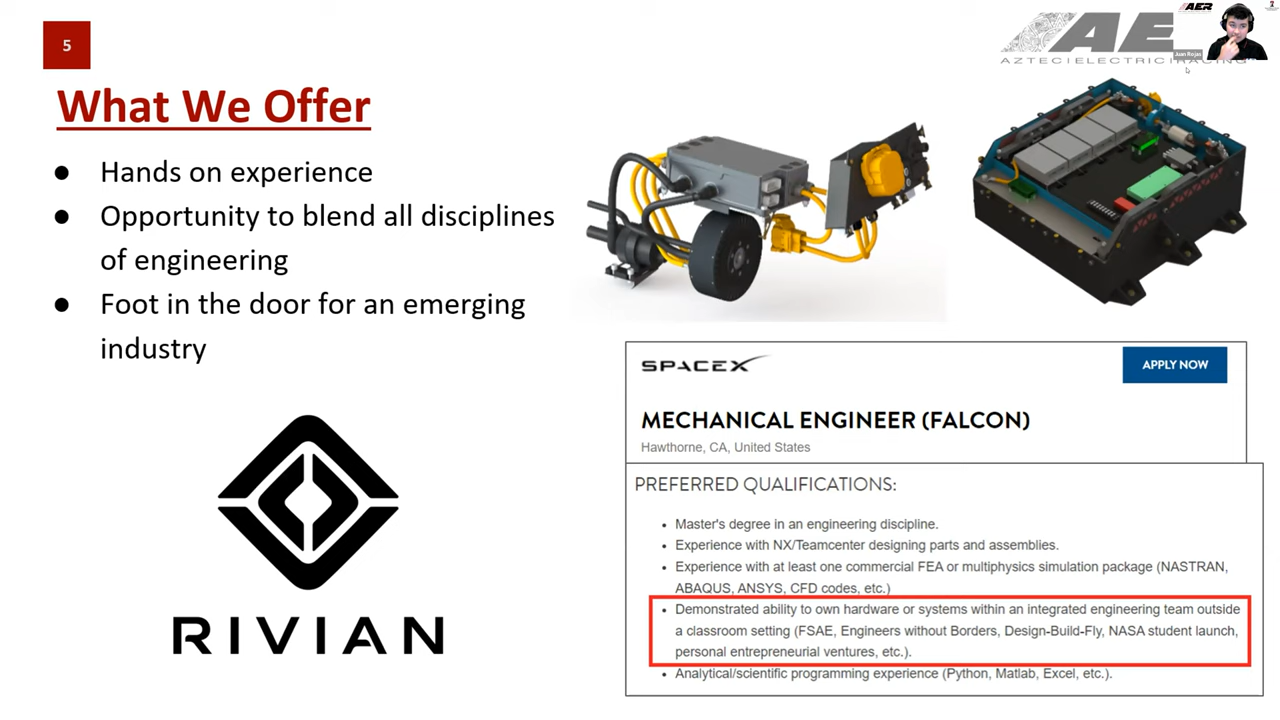 5
AER
AE
Juan Rojas
AZTEC|ELECTRIC|RACING
What We Offer
● Hands on experience
● Opportunity to blend all disciplines
of engineering
● Foot in the door for an emerging
industry
RIVIAN
SPACEX
APPLY NOW
MECHANICAL ENGINEER (FALCON)
Hawthorne, CA, United States
PREFERRED QUALIFICATIONS:
• Master's degree in an engineering discipline.
• Experience with NX/Teamcenter designing parts and assemblies.
• Experience with at least one commercial FEA or multiphysics simulation package (NASTRAN,
ABAQUS, ANSYS, CFD codes, etc.)
• Demonstrated ability to own hardware or systems within an integrated engineering team outside
a classroom setting (FSAE, Engineers without Borders, Design-Build-Fly, NASA student launch,
personal entrepreneurial ventures, etc.).
• Analytical/scientific programming experience (Python, Matlab, Excel, etc.).